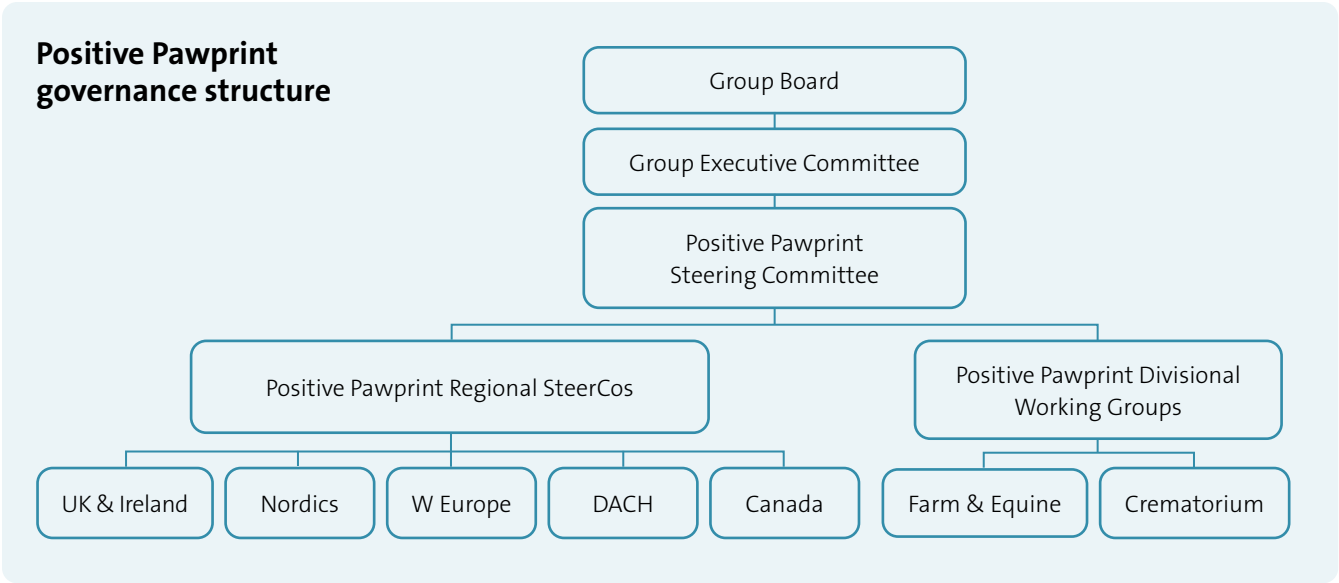 Positive Pawprint
governance structure
Group Board
Group Executive Committee
Positive Pawprint
Steering Committee
Positive Pawprint Regional SteerCos
Positive Pawprint Divisional
Working Groups
UK & Ireland
Nordics
W Europe
DACH
Canada
Farm & Equine
Crematorium